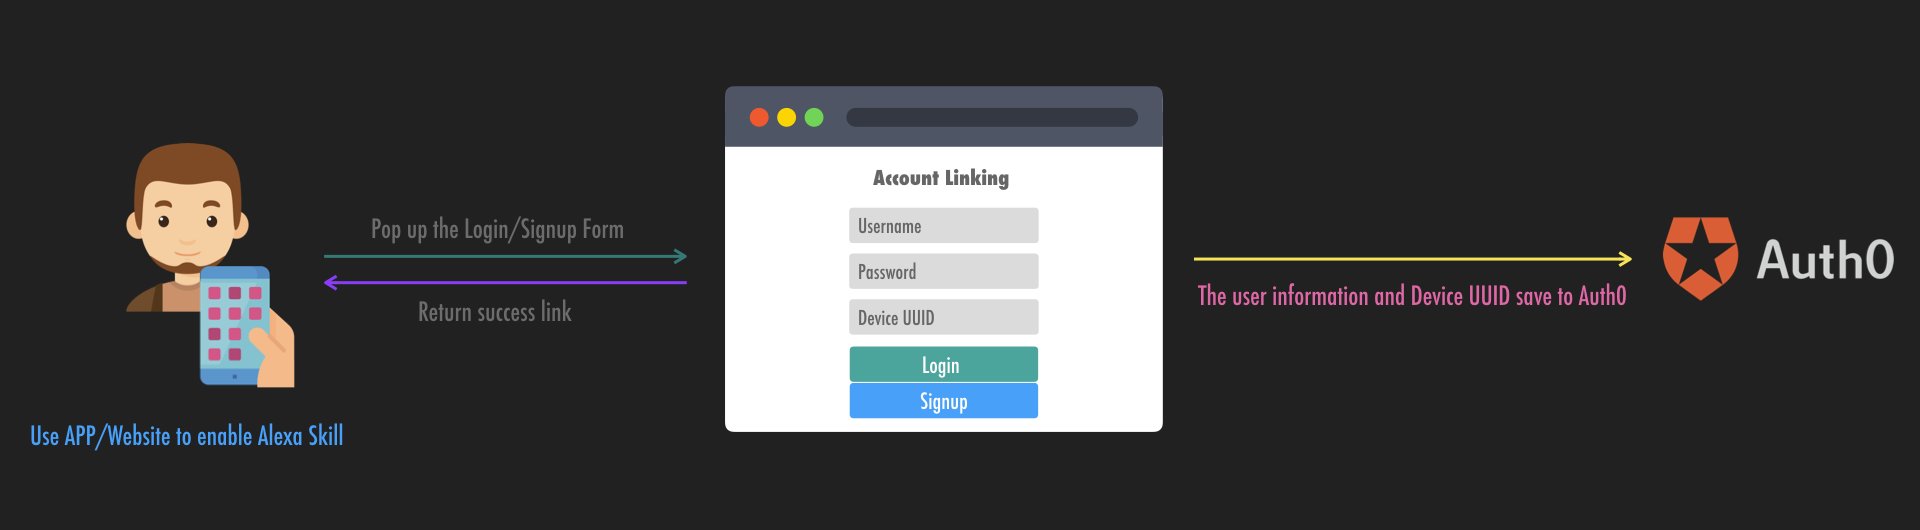 Account Linking
Username
Pop up the Login/Signup Form
Password
Auth0
Return success link
Device UUID
The user information and Device UUID save to Auth0
Login
Signup
Use APP/Website to enable Alexa Skill